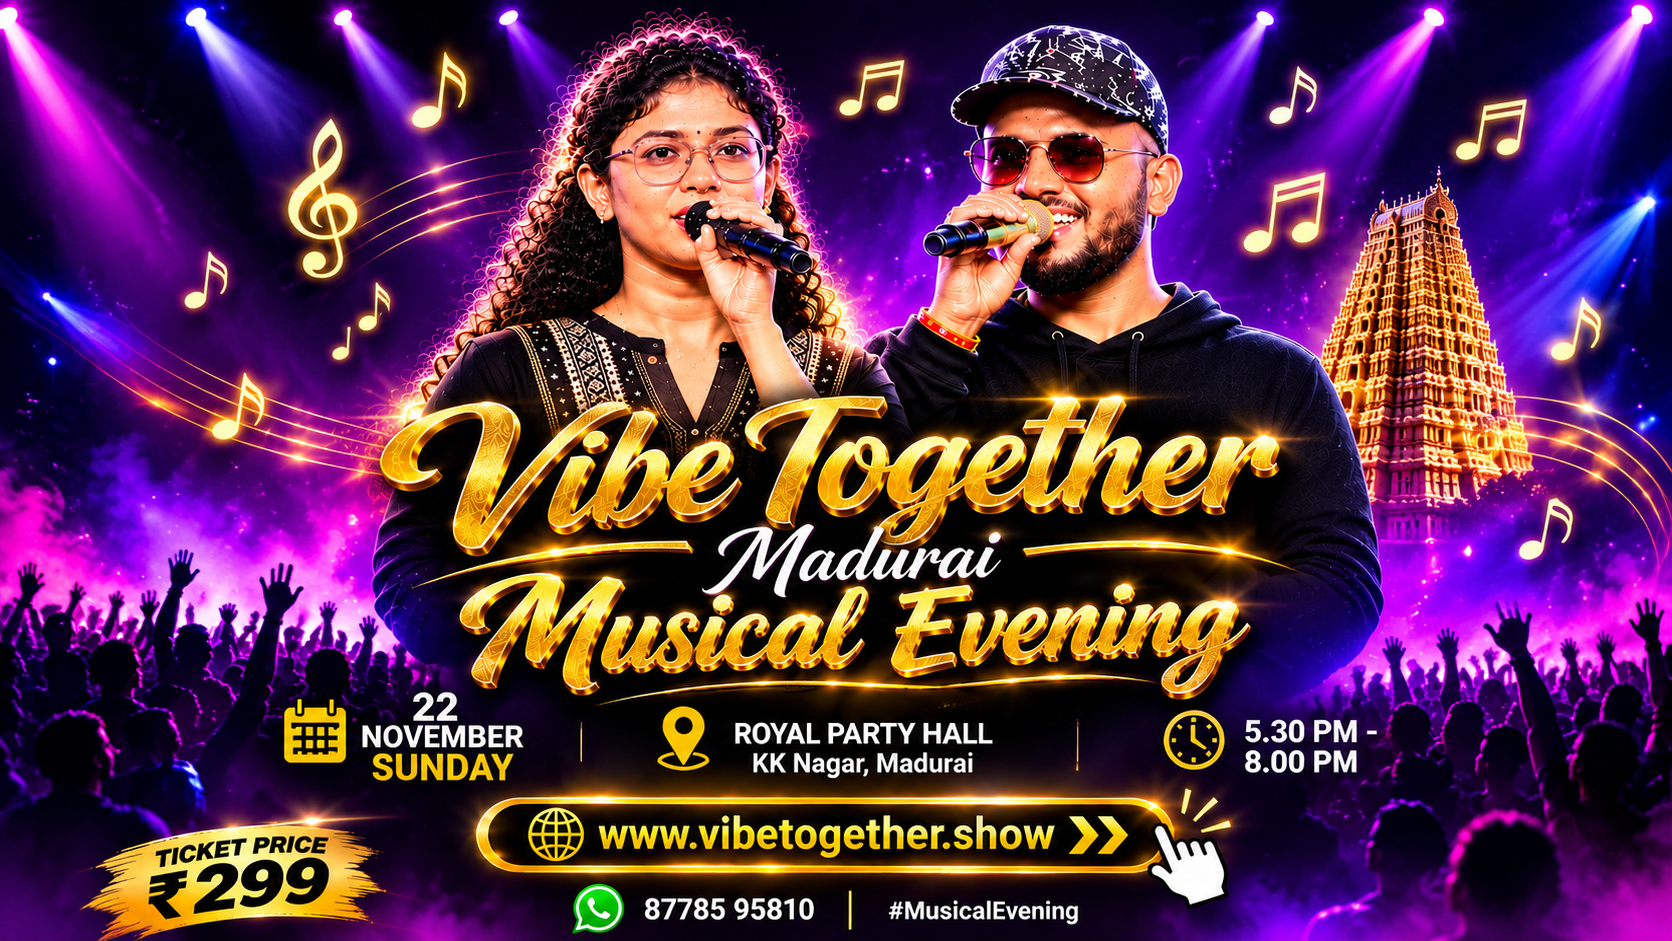 Vibe Together
Madurai
Musical Evening
22
NOVEMBER
SUNDAY
ROYAL PARTY HALL
KK Nagar, Madurai
5.30 PM -
8.00 PM
www.vibetogether.show
TICKET PRICE
₹299
87785 95810
#MusicalEvening